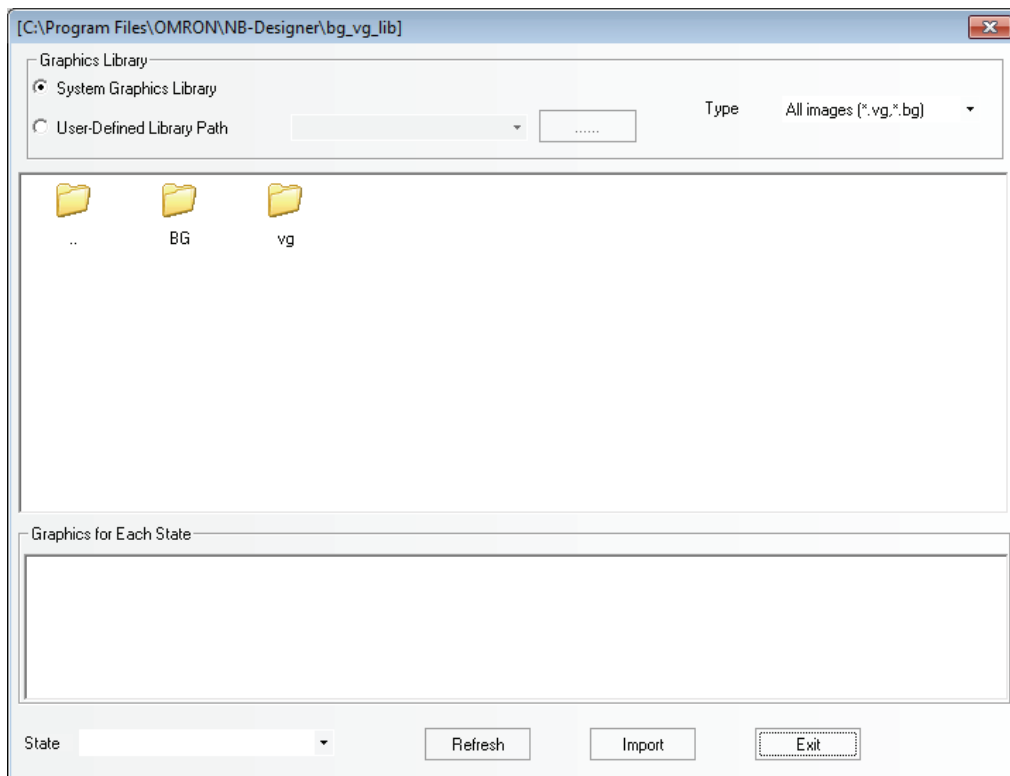 [C:\Program Files\OMRON\NB-Designer\bg_vg_lib]
Graphics Library
System Graphics Library
User-Defined Library Path ...... Type All images (*.vg,*.bg)
.. BG vg
Graphics for Each State
State Refresh Import Exit